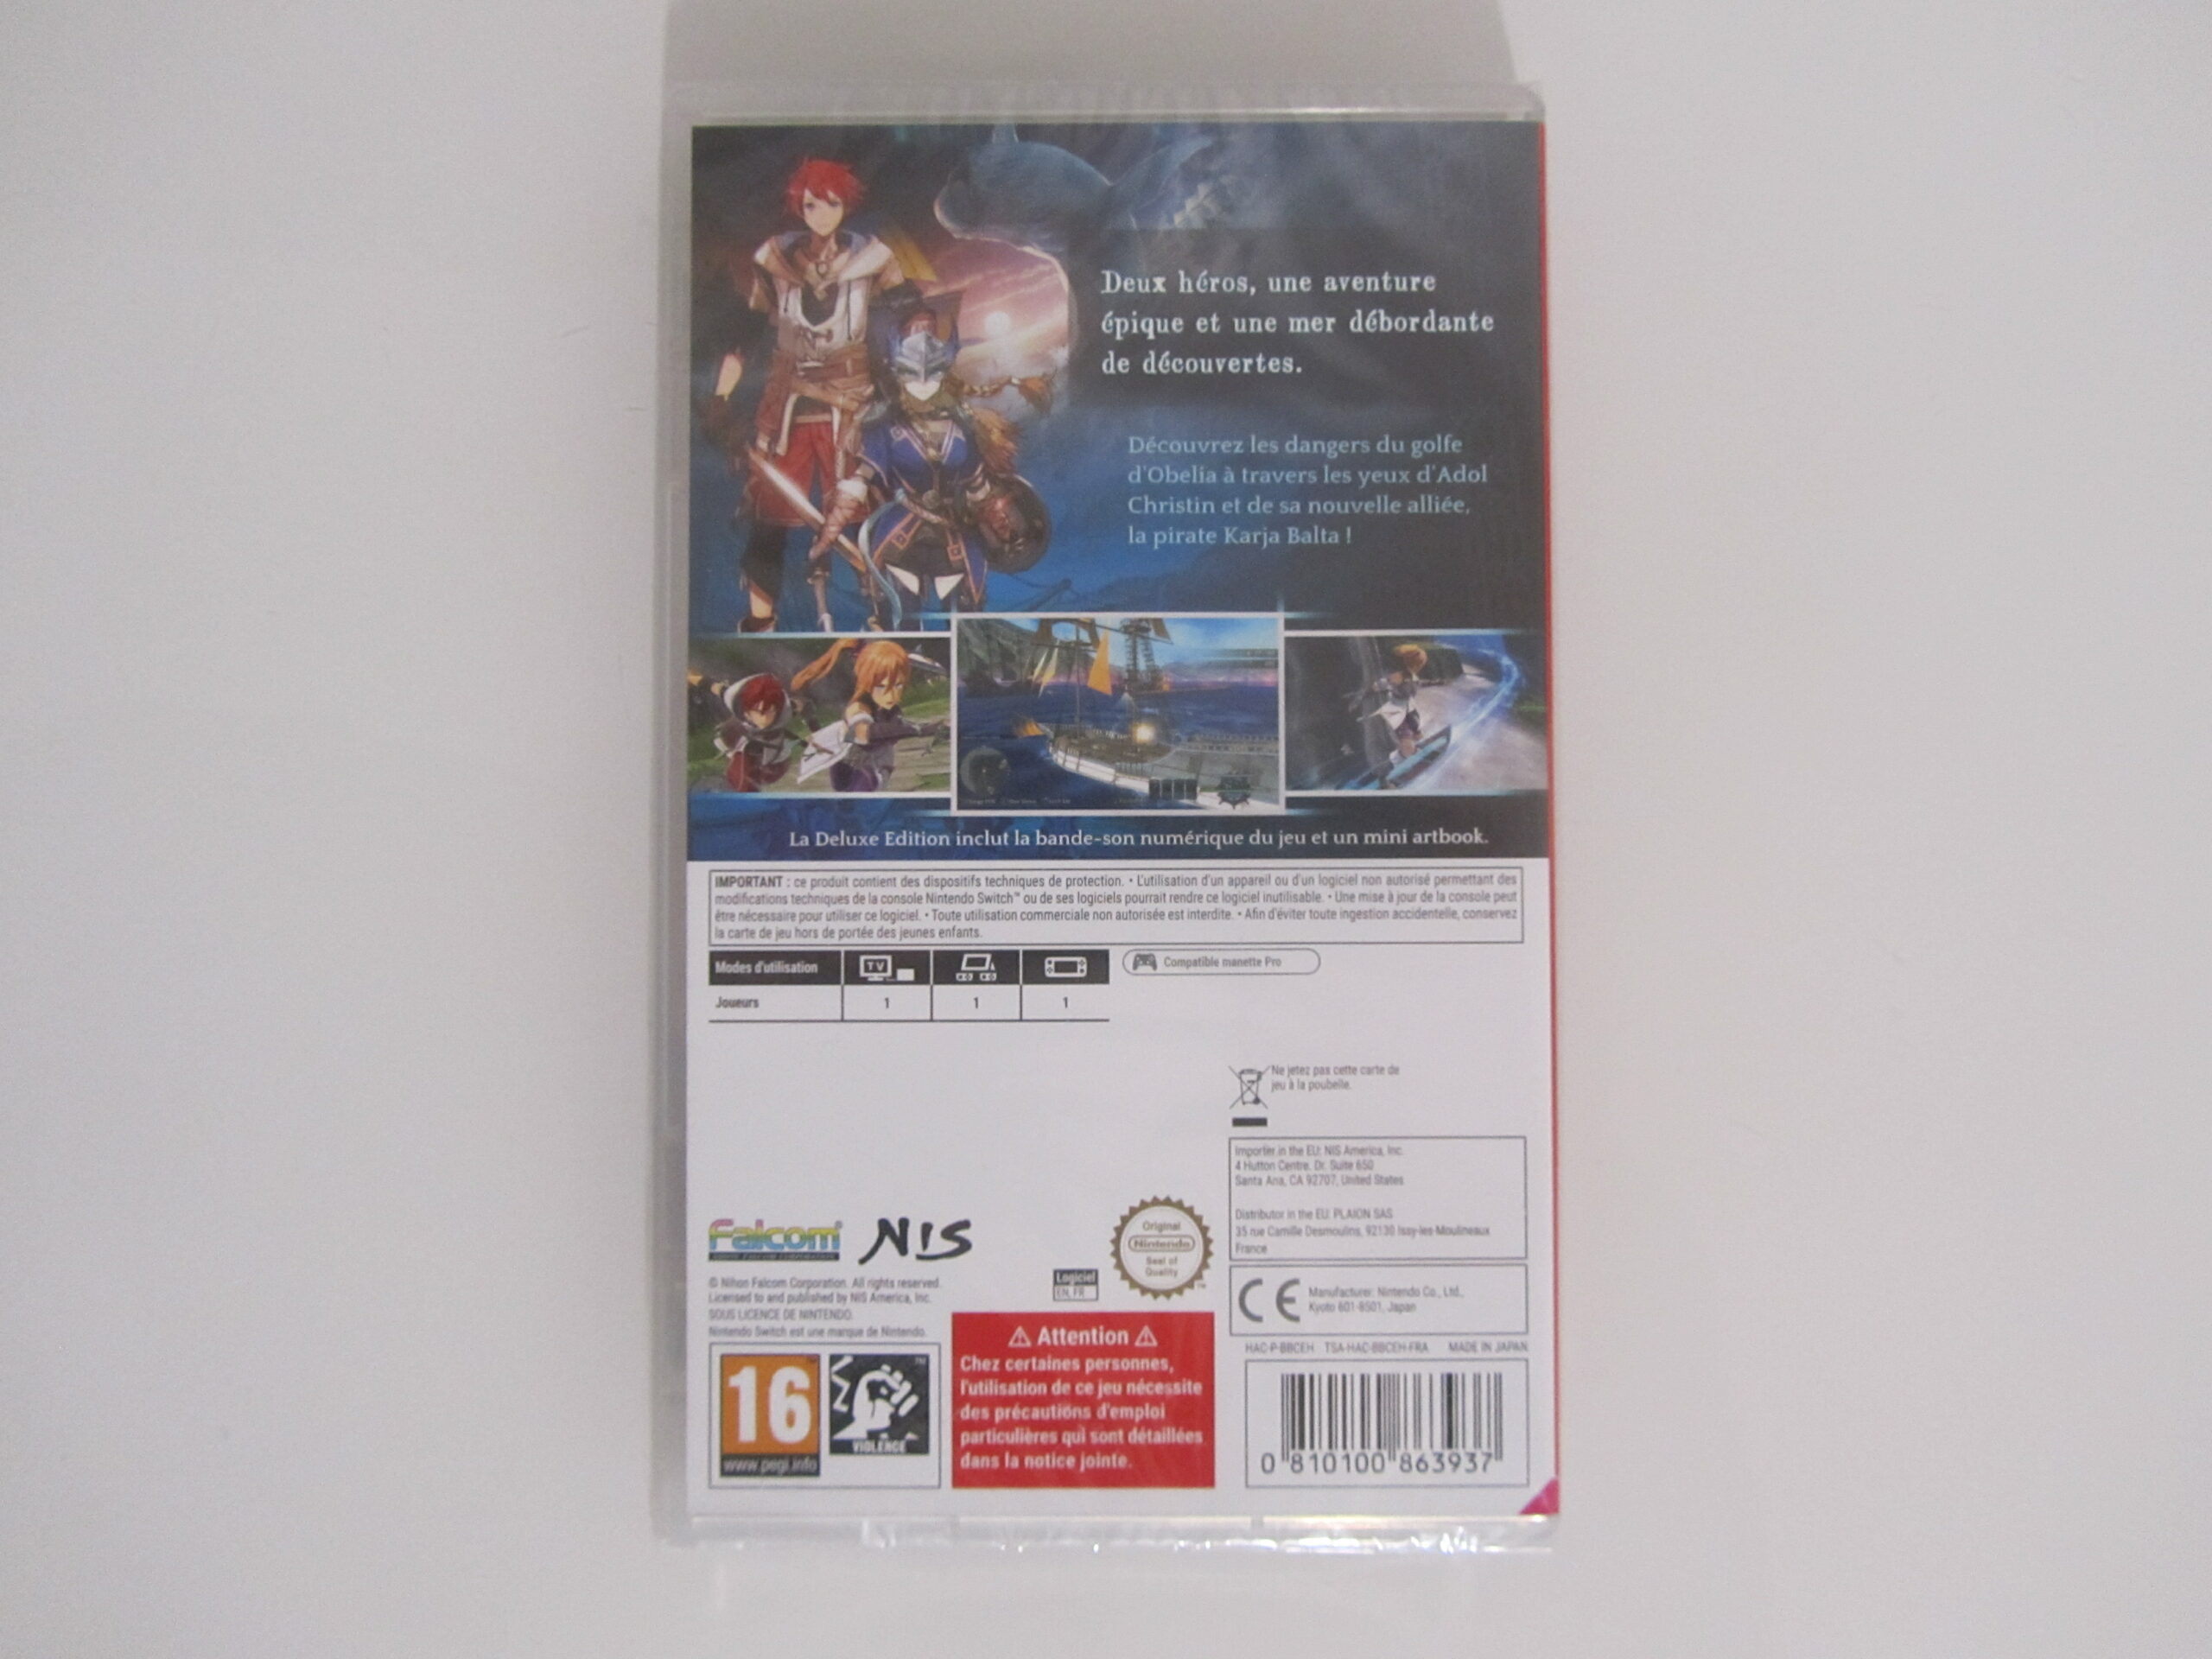 Deux héros, une aventure
épique et une mer débordante
de découvertes.
Découvrez les dangers du golfe
d'Obelia à travers les yeux d'Adol
Christin et de sa nouvelle alliée,
la pirate Karja Balta !
La Deluxe Edition inclut la bande-son numérique du jeu et un mini artbook.
IMPORTANT : ce produit contient des dispositifs techniques de protection. • L'utilisation d'un appareil ou d'un logiciel non autorisé permettant des
modifications techniques de la console Nintendo Switch™ ou de ses logiciels pourrait rendre ce logiciel inutilisable. • Une mise à jour de la console peut
être nécessaire pour utiliser ce logiciel. • Toute utilisation commerciale non autorisée est interdite. • Afin d'éviter toute ingestion accidentelle, conservez
la carte de jeu hors de portée des jeunes enfants.
Modes d'utilisation TV
Compatible manette Pro
Joueurs 1 1 1
Ne jetez pas cette carte de
jeu à la poubelle.
Importer in the EU: NIS America, Inc.
4 Hutton Centre. Dr. Suite 650
Santa Ana, CA 92707, United States
Distributor in the EU: PLAION SAS
35 rue Camille Desmoulins, 92130 Issy-les-Moulineaux
France
Falcom NIS
Original
Nintendo
Seal of
Quality
Logiciel
EN, FR
© Nihon Falcom Corporation. All rights reserved.
Licensed to and published by NIS America, Inc.
SOUS LICENCE DE NINTENDO.
Nintendo Switch est une marque de Nintendo.
CE
Manufacturer: Nintendo Co., Ltd.,
Kyoto 601-8501, Japan
HAC-P-BBCEH TSA-HAC-BBCEH-FRA MADE IN JAPAN
16
www.pegi.info
VIOLENCE
⚠ Attention ⚠
Chez certaines personnes,
l'utilisation de ce jeu nécessite
des précautions d'emploi
particulières qui sont détaillées
dans la notice jointe.
0 810100 863937